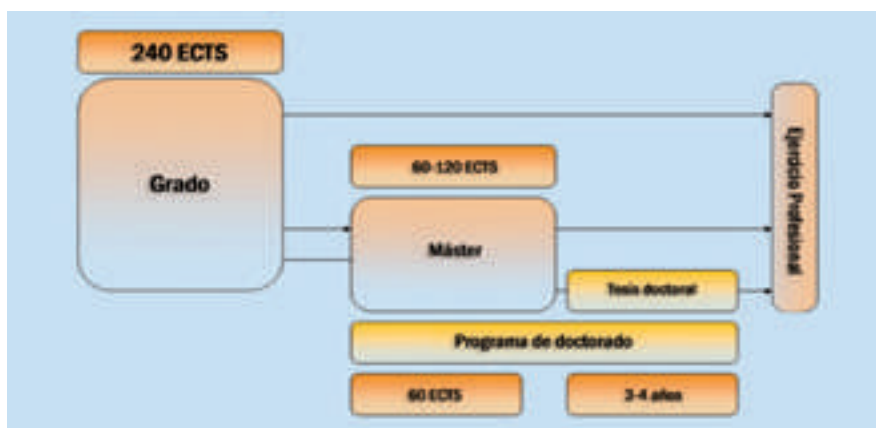 240 ECTS
Grado
60-120 ECTS
Máster
Tesis doctoral
Programa de doctorado
60 ECTS
3-4 años
Ejercicio Profesional